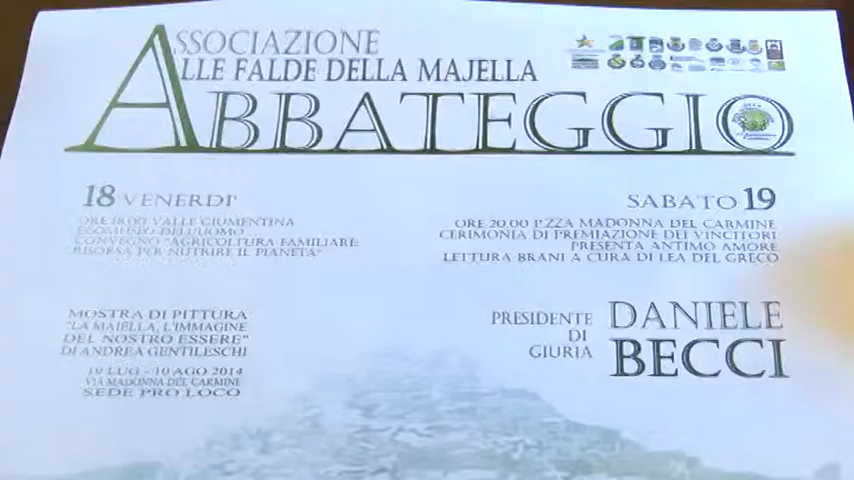 ASSOCIAZIONE
ALLE FALDE DELLA MAJELLA
ABBATEGGIO
18 VENERDI'
ORE 18.00 VALLE GIUMENTINA
ECOMUSEO DELL'UOMO
CONVEGNO "AGRICOLTURA FAMILIARE
RISORSA PER NUTRIRE IL PIANETA"
SABATO 19
ORE 20.00 P.ZZA MADONNA DEL CARMINE
CERIMONIA DI PREMIAZIONE DEI VINCITORI
PRESENTA ANTIMO AMORE
LETTURA BRANI A CURA DI LEA DEL GRECO
MOSTRA DI PITTURA
"LA MAIELLA, L'IMMAGINE
DEL NOSTRO ESSERE"
DI ANDREA GENTILESCHI
19 LUG - 10 AGO 2014
VIA MADONNA DEL CARMINE
SEDE PRO LOCO
PRESIDENTE
DI
GIURIA
DANIELE
BECCI